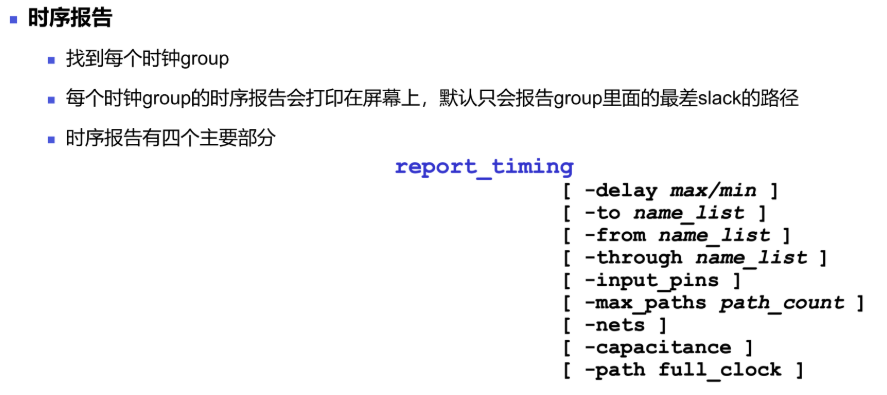 时序报告
找到每个时钟group
每个时钟group的时序报告会打印在屏幕上，默认只会报告group里面的最差slack的路径
时序报告有四个主要部分
report_timing
[ -delay max/min ]
[ -to name_list ]
[ -from name_list ]
[ -through name_list ]
[ -input_pins ]
[ -max_paths path_count ]
[ -nets ]
[ -capacitance ]
[ -path full_clock ]